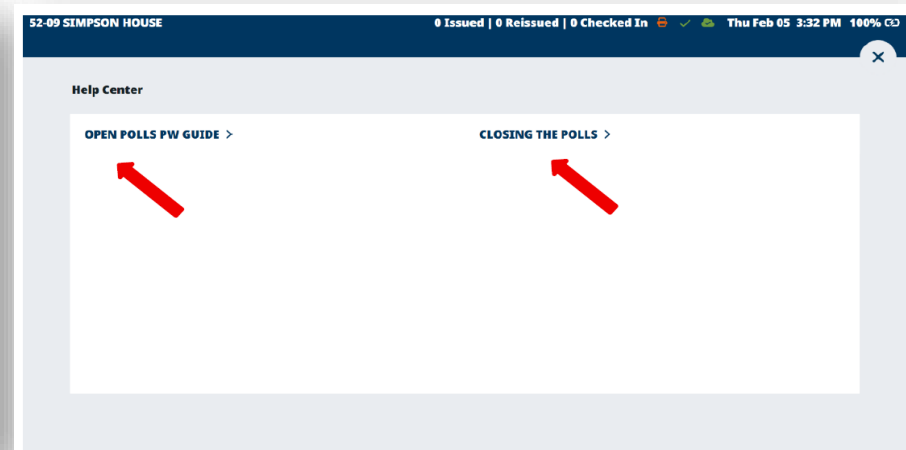 52-09 SIMPSON HOUSE 0 Issued | 0 Reissued | 0 Checked In Thu Feb 05 3:32 PM 100%
Help Center
OPEN POLLS PW GUIDE > CLOSING THE POLLS >